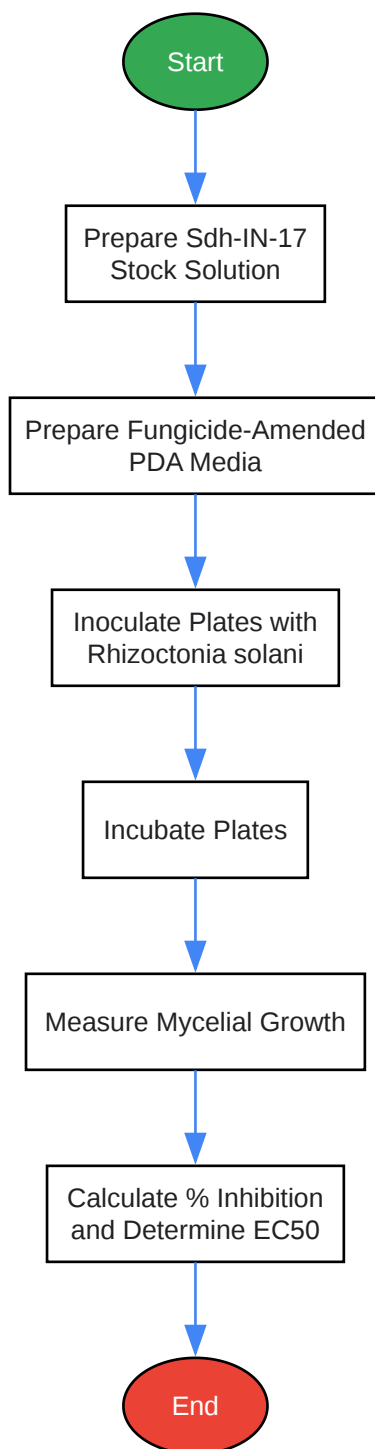 Start
Prepare Sdh-IN-17
Stock Solution
Prepare Fungicide-Amended
PDA Media
Inoculate Plates with
Rhizoctonia solani
Incubate Plates
Measure Mycelial Growth
Calculate % Inhibition
and Determine EC50
End